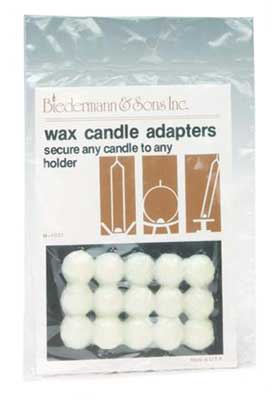 Biedermann & Sons Inc.
wax candle adapters
secure any candle to any
holder
Made in U.S.A.